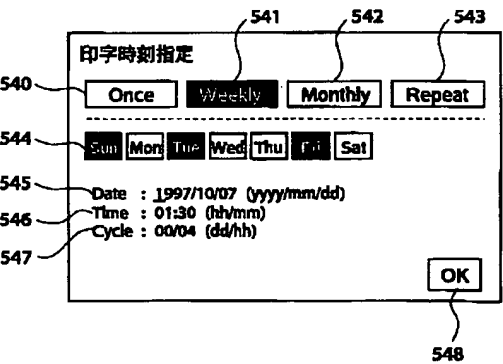 541 542 543
印字時刻指定
540 Once Weekly Monthly Repeat
544 Sun Mon Tue Wed Thu Fri Sat
545 Date : 1997/10/07 (yyyy/mm/dd)
546 Time : 01:30 (hh/mm)
547 Cycle : 00/04 (dd/hh)
OK
548